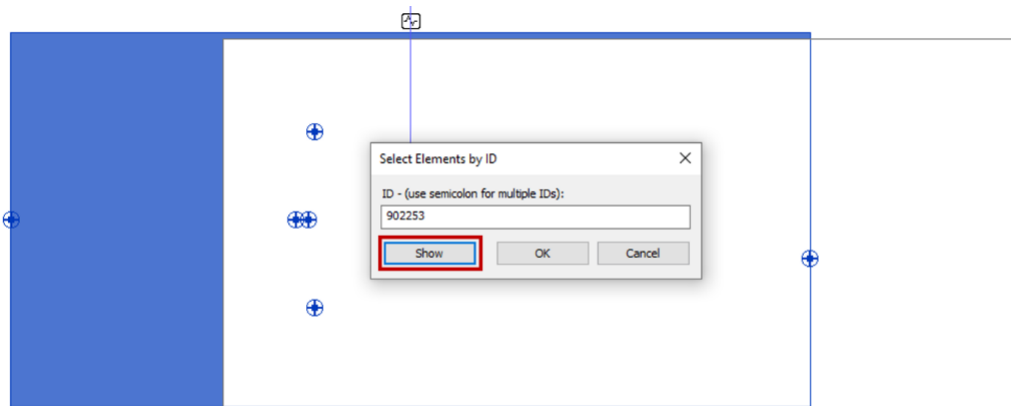 Select Elements by ID
ID - (use semicolon for multiple IDs):
902253
Show OK Cancel